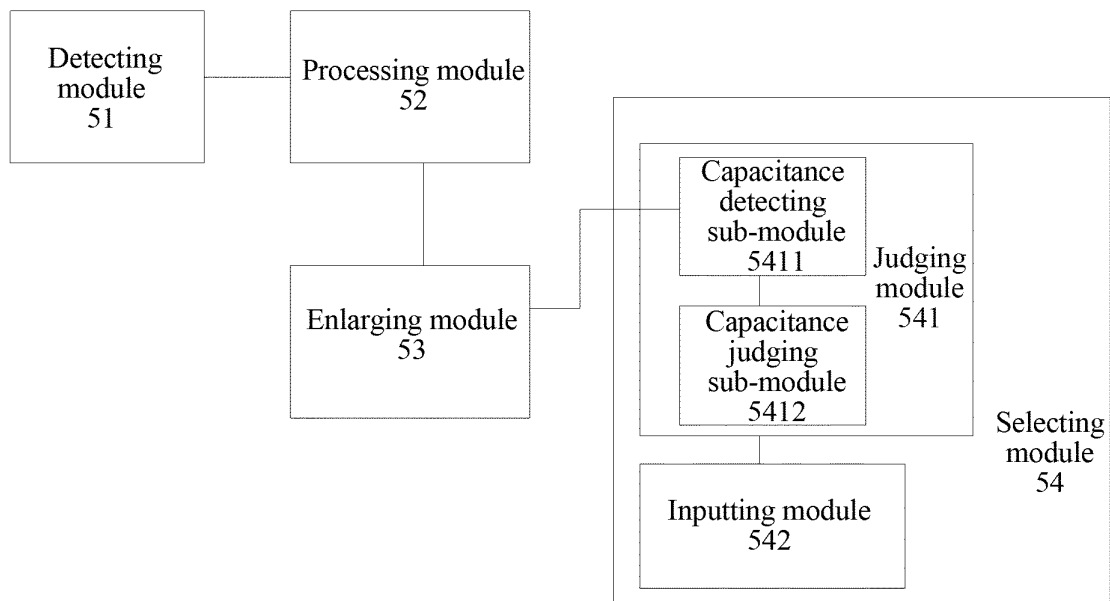 Detecting
module
51
Processing module
52
Enlarging module
53
Capacitance
detecting
sub-module
5411
Capacitance
judging
sub-module
5412
Judging
module
541
Inputting module
542
Selecting
module
54